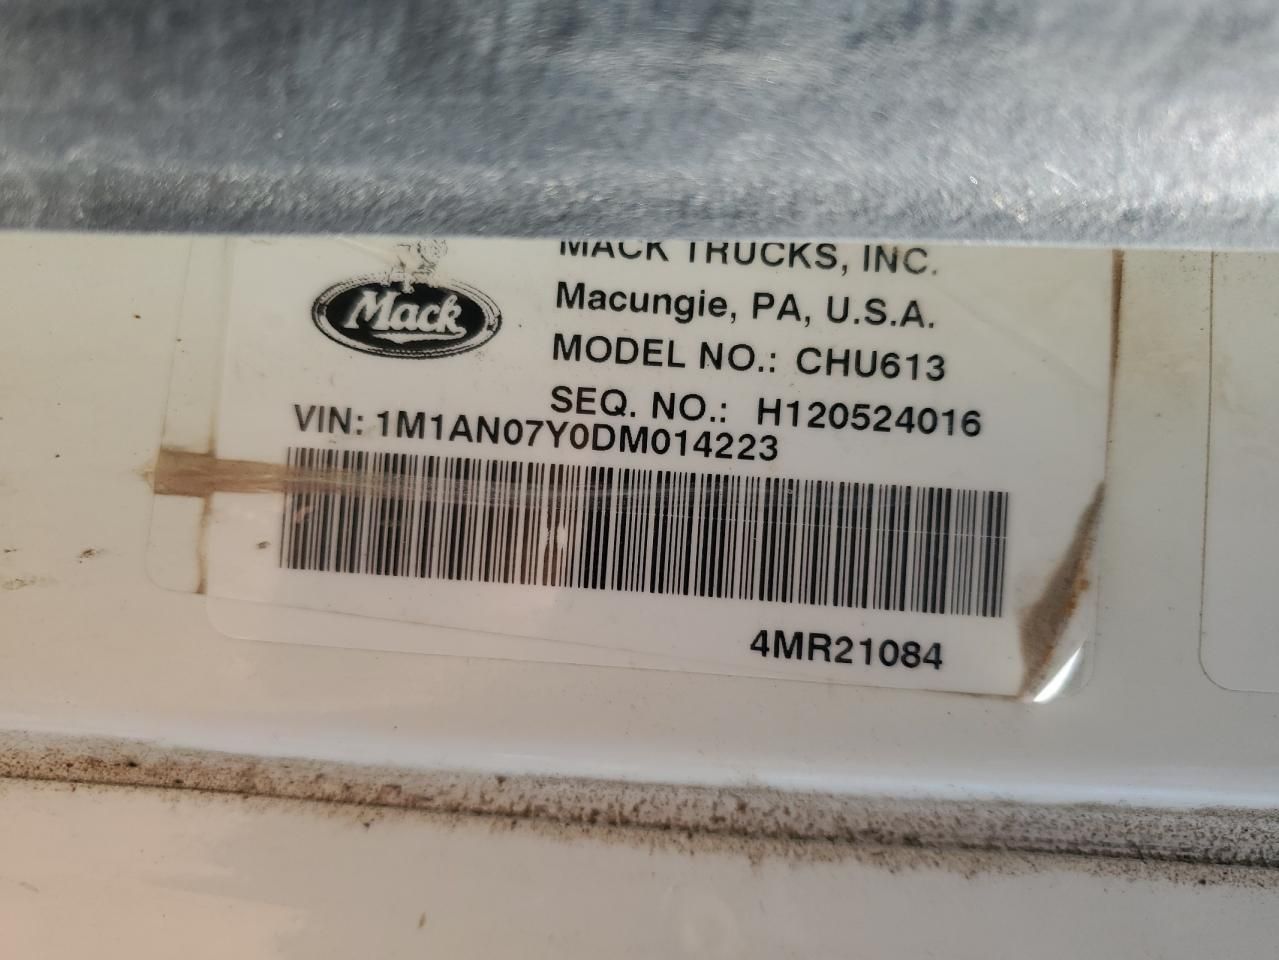 MACK TRUCKS, INC.
Mack
Macungie, PA, U.S.A.
MODEL NO.: CHU613
SEQ. NO.: H120524016
VIN: 1M1AN07Y0DM014223
4MR21084